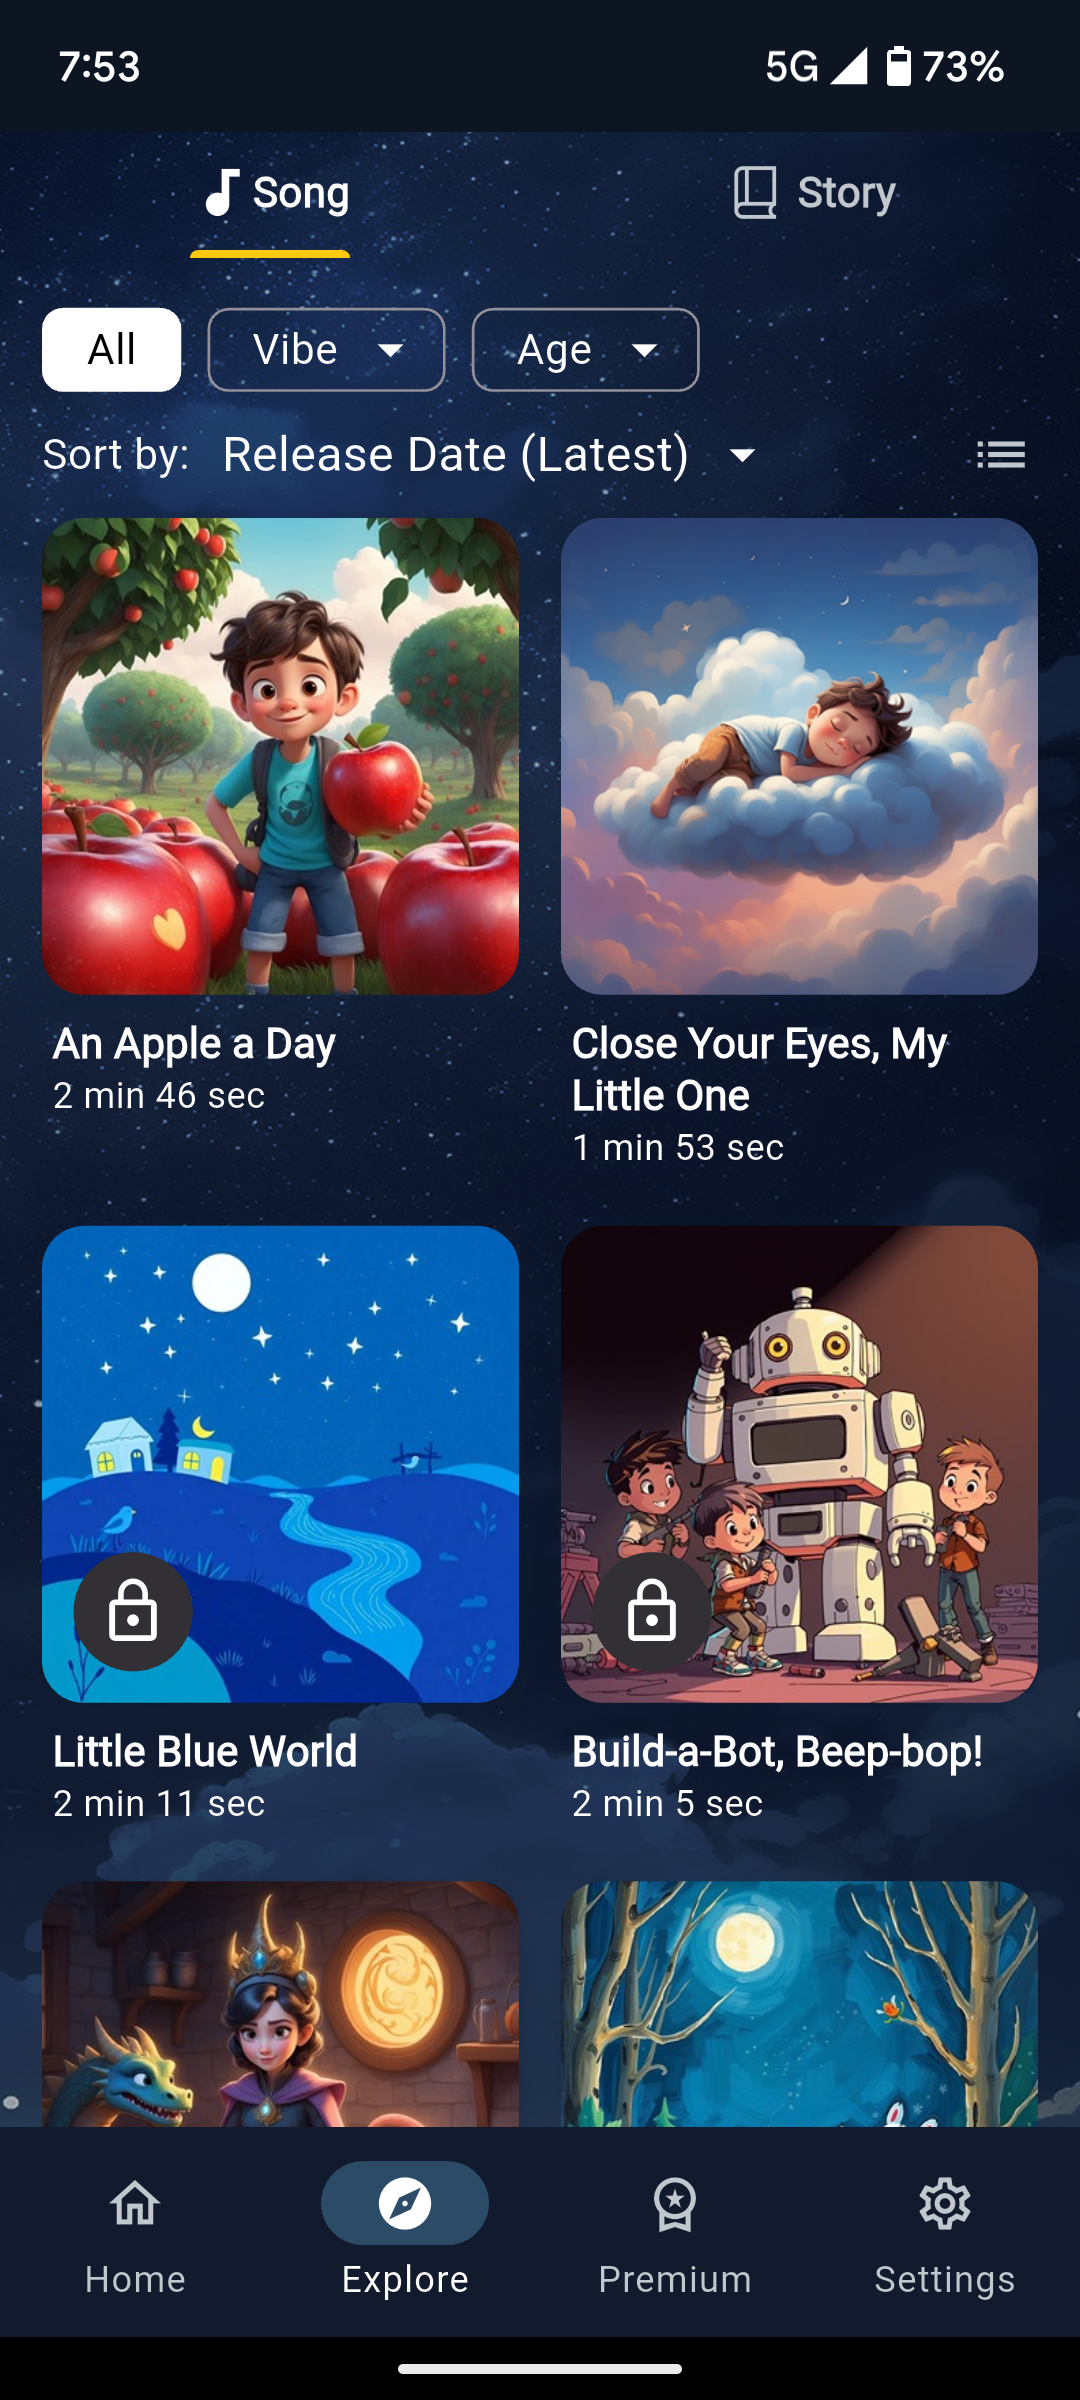 7:53
5G 73%
Song
Story
All
Vibe
Age
Sort by: Release Date (Latest)
An Apple a Day
2 min 46 sec
Close Your Eyes, My
Little One
1 min 53 sec
Little Blue World
2 min 11 sec
Build-a-Bot, Beep-bop!
2 min 5 sec
Home
Explore
Premium
Settings